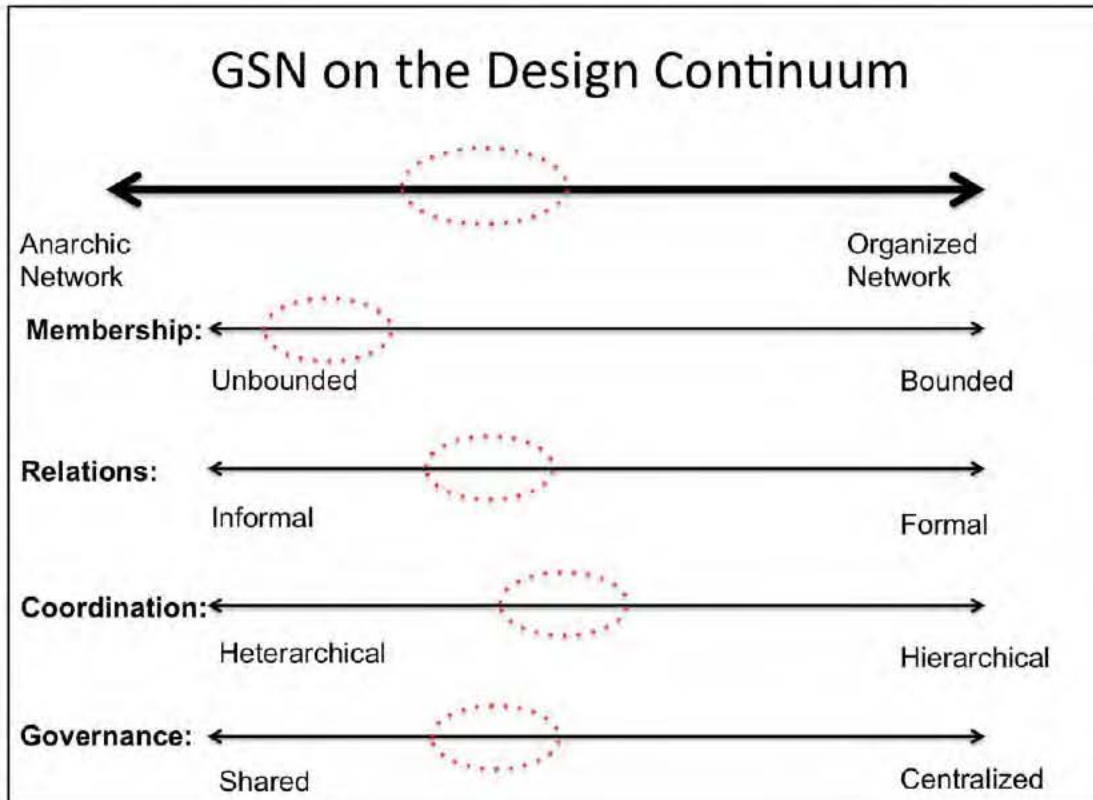 GSN on the Design Continuum
Anarchic
Network
Organized
Network
Membership:
Unbounded
Bounded
Relations:
Informal
Formal
Coordination:
Heterarchical
Hierarchical
Governance:
Shared
Centralized